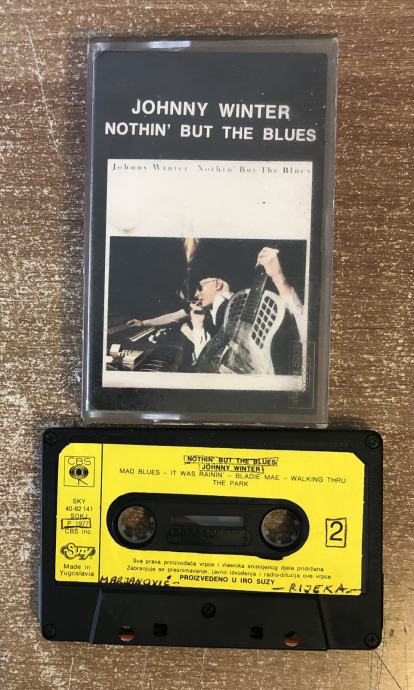 JOHNNY WINTER
NOTHIN' BUT THE BLUES
Johnny Winter Nothin' But The Blues
CBS
NOTHIN' BUT THE BLUES
JOHNNY WINTER
MAD BLUES – IT WAS RAININ' – BLADIE MAE – WALKING THRU
THE PARK
SKY
40-82 141
SOKJ
P 1977
CBS Inc.
Suzy
Made in
Yugoslavia
2
Sva prava proizvođača vrpce i vlasnika snimljenog djela pridržana
Zabranjuje se presnimavanje, javno izvođenje i radio-difuzija ove vrpce
PROIZVEDENO U IRO SUZY
MARJANOVIĆ –
– RIJEKA –